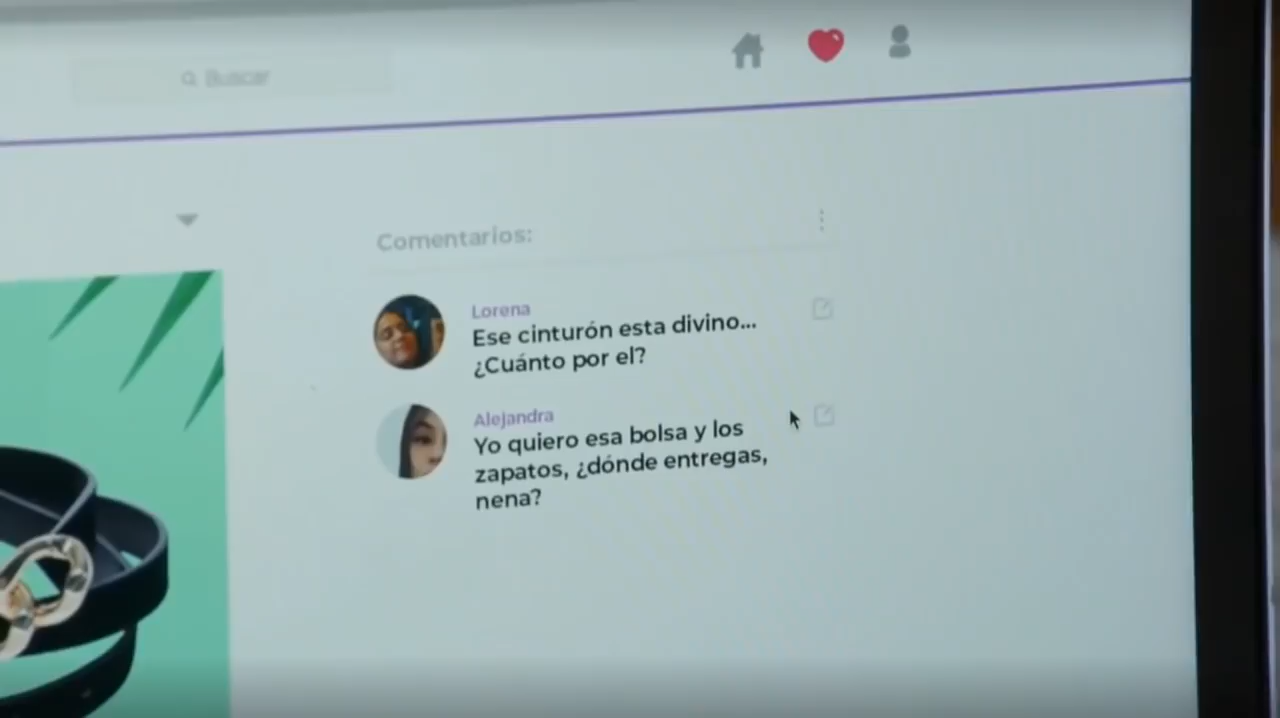 Buscar
Comentarios:
Lorena
Ese cinturón esta divino...
¿Cuánto por el?
Alejandra
Yo quiero esa bolsa y los
zapatos, ¿dónde entregas,
nena?